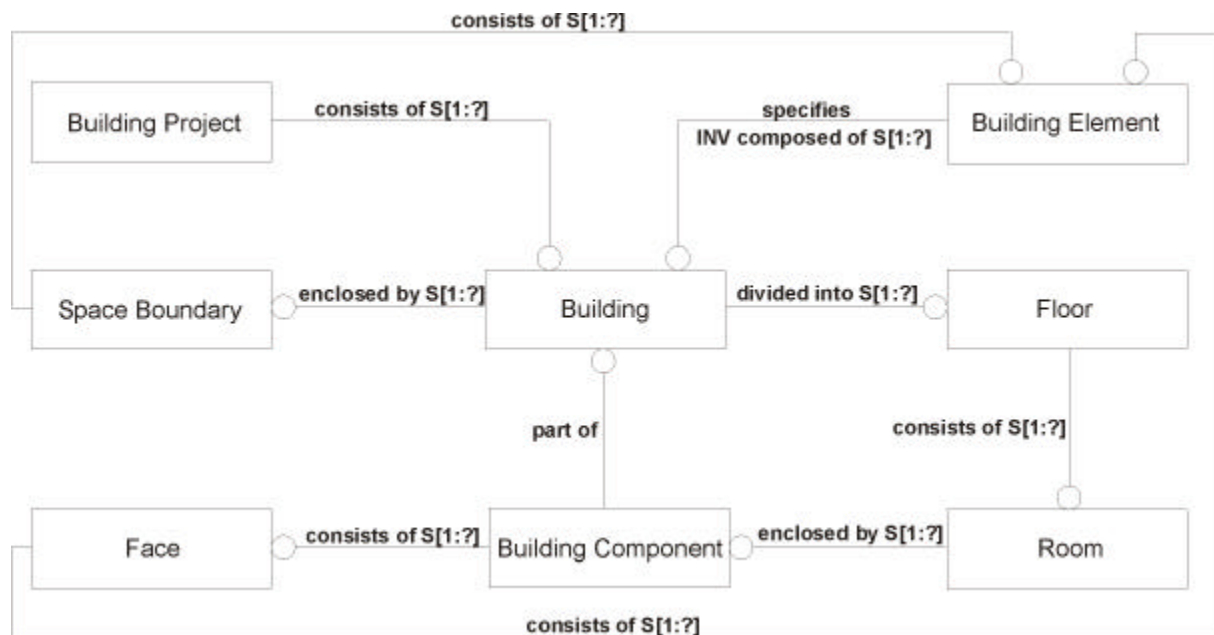 consists of S[1:?]
Building Project
consists of S[1:?]
specifies
INV composed of S[1:?]
Building Element
Space Boundary
enclosed by S[1:?]
Building
divided into S[1:?]
Floor
part of
consists of S[1:?]
Face
consists of S[1:?]
Building Component
enclosed by S[1:?]
Room
consists of S[1:?]